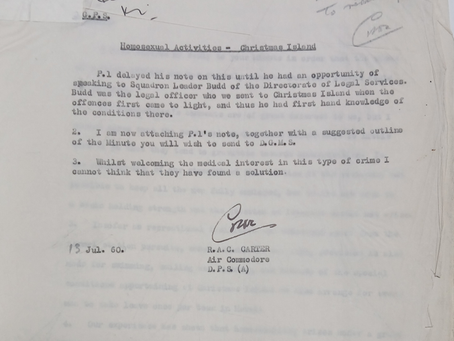 Homosexual Activities - Christmas Island
P.1 delayed his note on this until he had an opportunity of
speaking to Squadron Leader Budd of the Directorate of Legal Services.
Budd was the legal officer who we sent to Christmas Island when the
offences first came to light, and thus he had first hand knowledge of
the conditions there.
2. I am now attaching P.1's note, together with a suggested outline
of the Minute you will wish to send to D.G.M.S.
3. Whilst welcoming the medical interest in this type of crime I
cannot think that they have found a solution.
Jul. 60.
R.A.C. CARTER
Air Commodore
D.P.S. (A)